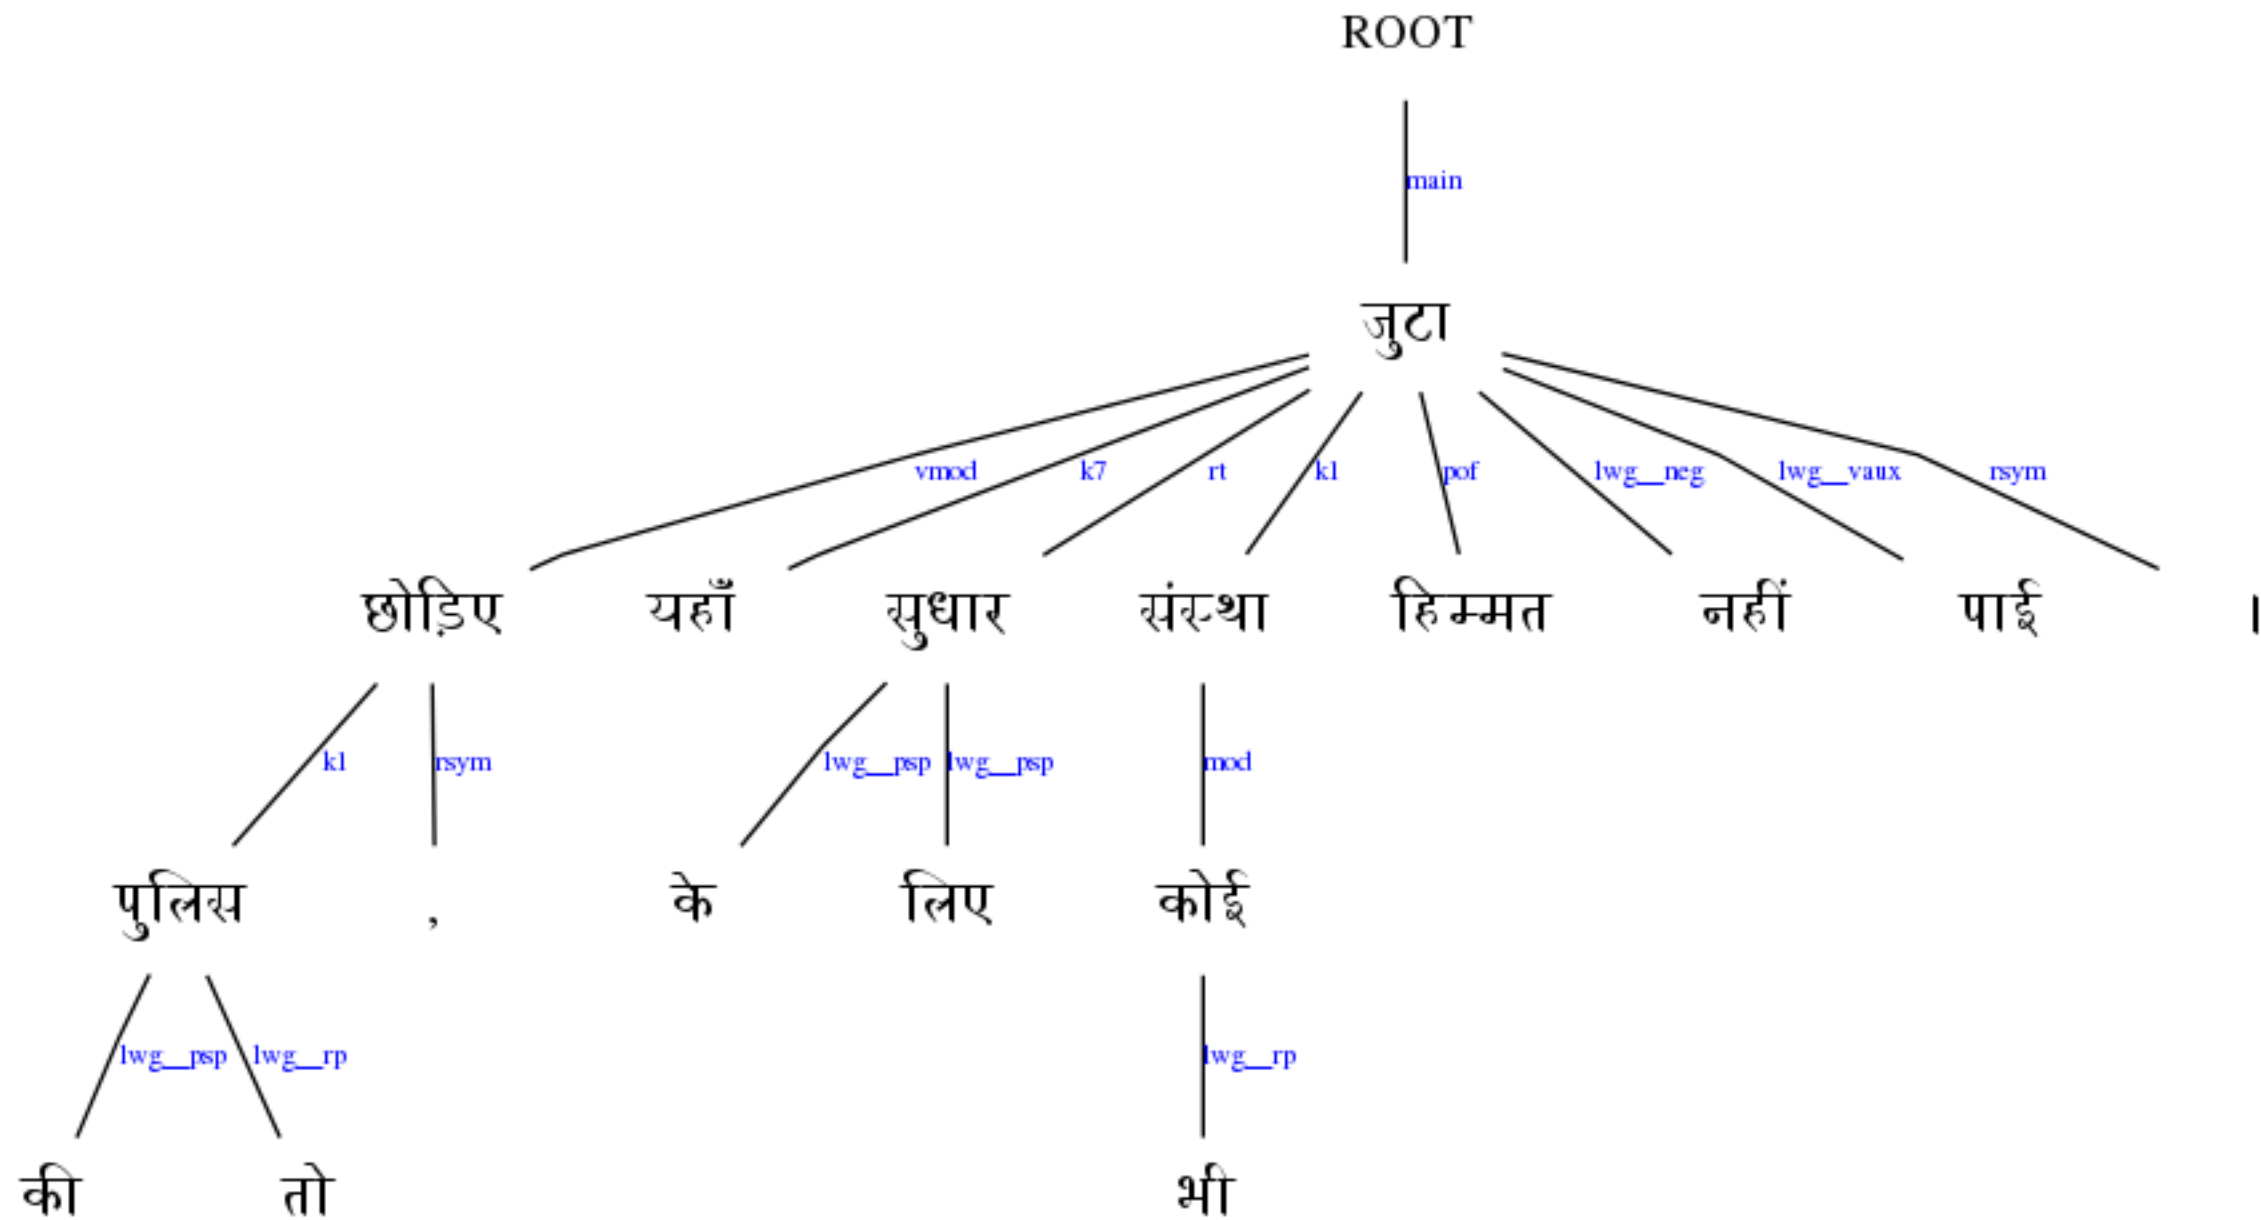 ROOT
main
जुटा
vmod k7 rt k1 pof lwg__neg lwg__vaux rsym
छोड़िए यहाँ सुधार संस्था हिम्मत नहीं पाई ।
k1 rsym lwg__psp lwg__psp mod
पुलिस , के लिए कोई
lwg__psp lwg__rp lwg__rp
की तो भी